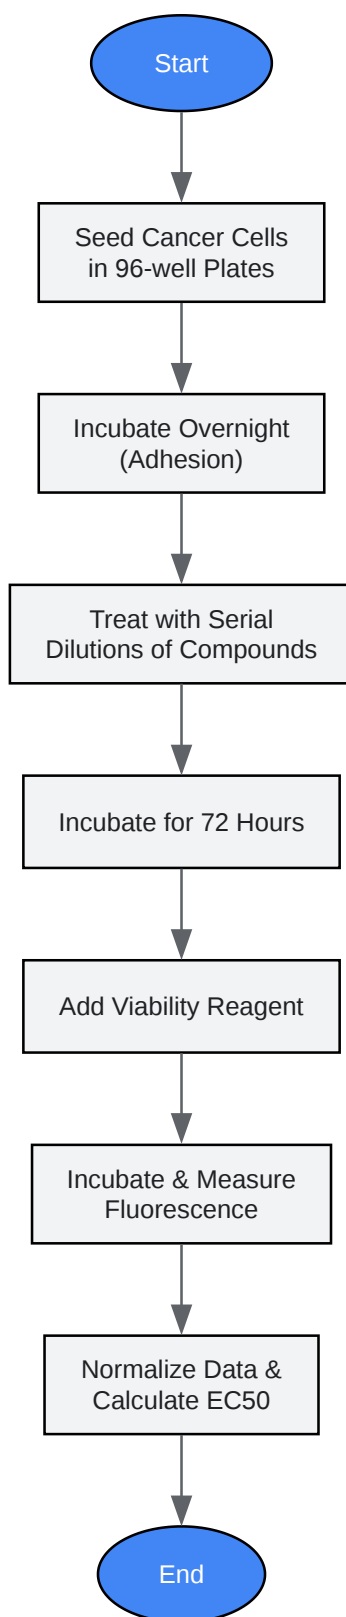 Start
Seed Cancer Cells
in 96-well Plates
Incubate Overnight
(Adhesion)
Treat with Serial
Dilutions of Compounds
Incubate for 72 Hours
Add Viability Reagent
Incubate & Measure
Fluorescence
Normalize Data &
Calculate EC50
End